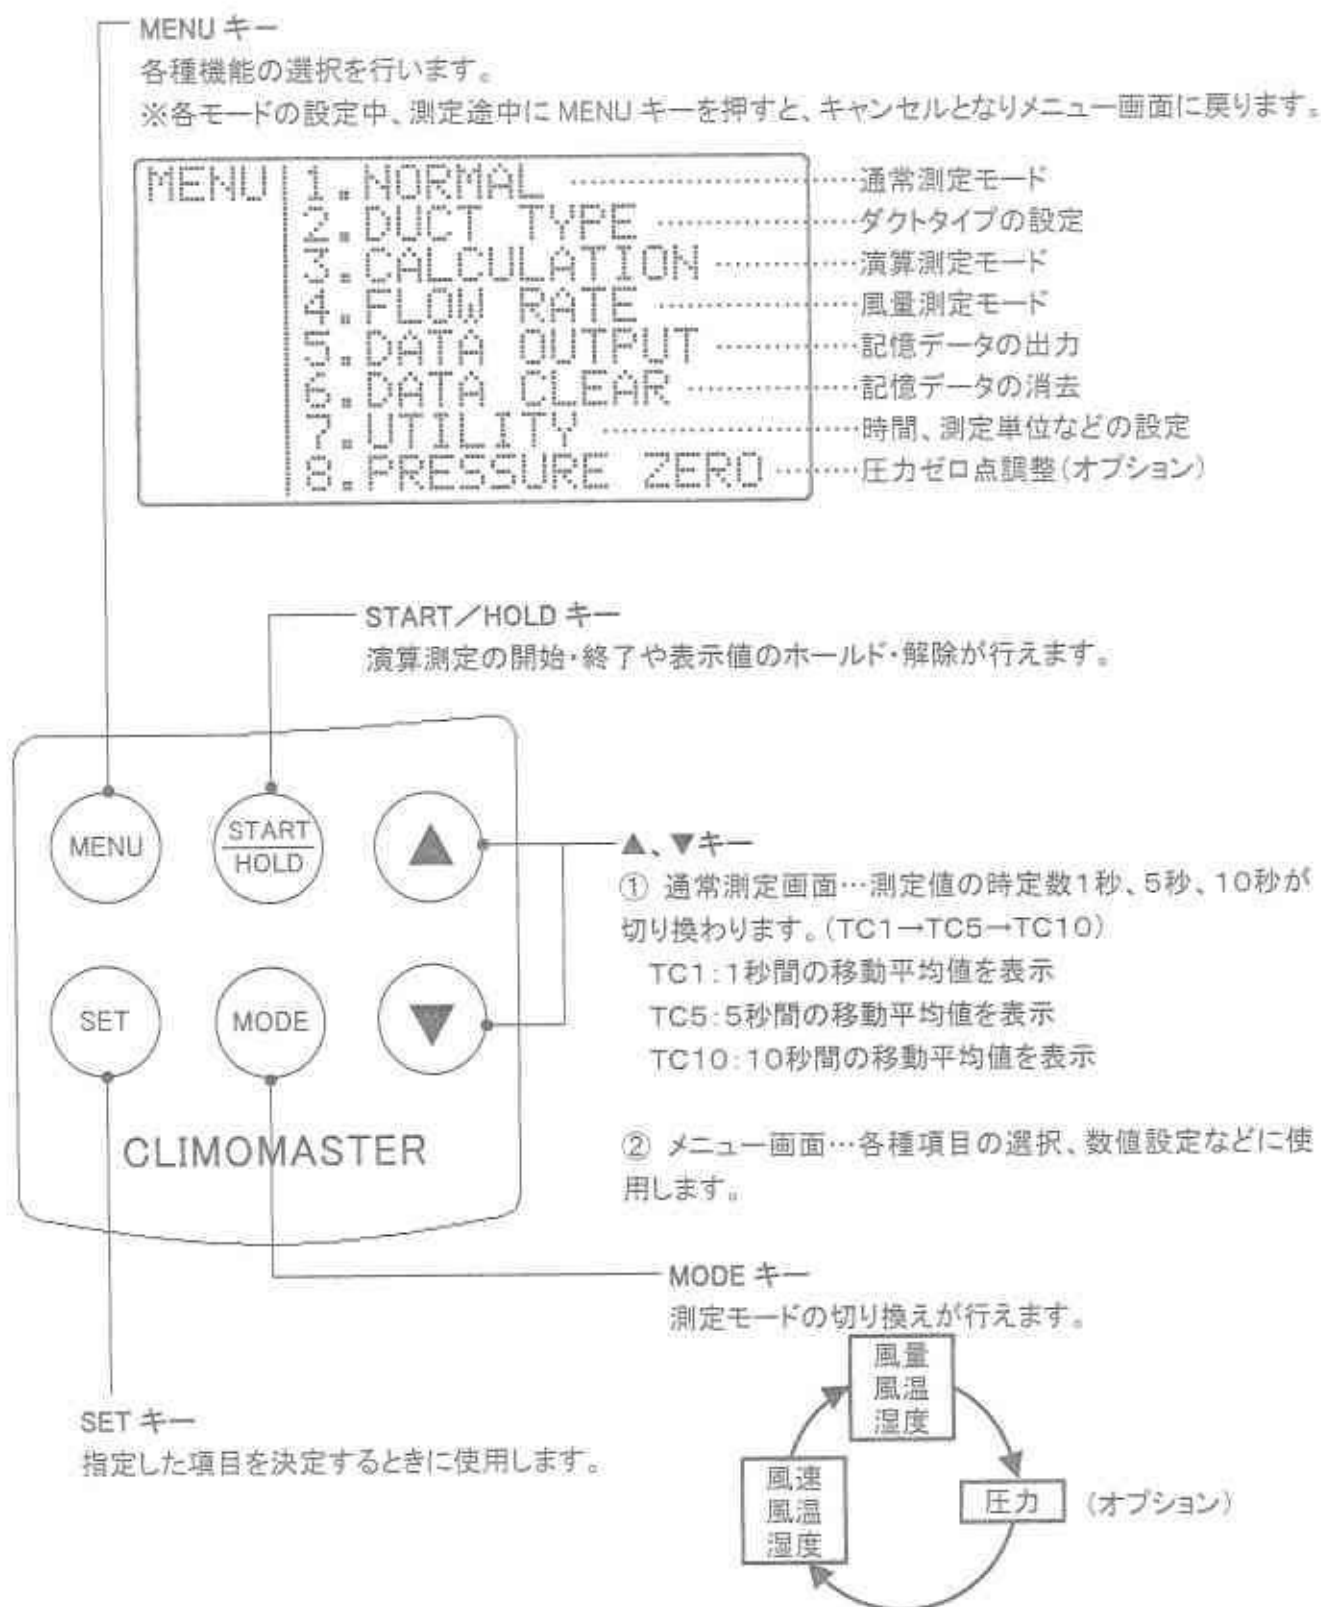 MENU キー
各種機能の選択を行います。
※各モードの設定中、測定途中に MENU キーを押すと、キャンセルとなりメニュー画面に戻ります。
MENU 1. NORMAL ……通常測定モード
2. DUCT TYPE ……ダクトタイプの設定
3. CALCULATION ……演算測定モード
4. FLOW RATE ……風量測定モード
5. DATA OUTPUT ……記憶データの出力
6. DATA CLEAR ……記憶データの消去
7. UTILITY ……時間、測定単位などの設定
8. PRESSURE ZERO ……圧力ゼロ点調整(オプション)
START／HOLD キー
演算測定の開始・終了や表示値のホールド・解除が行えます。
MENU
START
HOLD
▲
SET
MODE
▼
CLIMOMASTER
▲、▼キー
① 通常測定画面…測定値の時定数1秒、5秒、10秒が
切り換わります。(TC1→TC5→TC10)
TC1:1秒間の移動平均値を表示
TC5:5秒間の移動平均値を表示
TC10:10秒間の移動平均値を表示
② メニュー画面…各種項目の選択、数値設定などに使
用します。
MODE キー
測定モードの切り換えが行えます。
風量
風温
湿度
圧力 (オプション)
風速
風温
湿度
SET キー
指定した項目を決定するときに使用します。